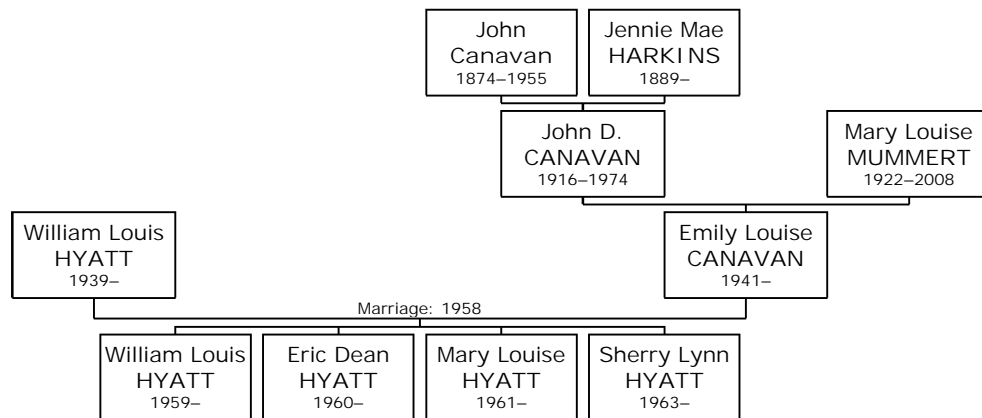 John
Canavan
1874–1955
Jennie Mae
HARKINS
1889–
John D.
CANAVAN
1916–1974
Mary Louise
MUMMERT
1922–2008
William Louis
HYATT
1939–
Emily Louise
CANAVAN
1941–
Marriage: 1958
William Louis
HYATT
1959–
Eric Dean
HYATT
1960–
Mary Louise
HYATT
1961–
Sherry Lynn
HYATT
1963–